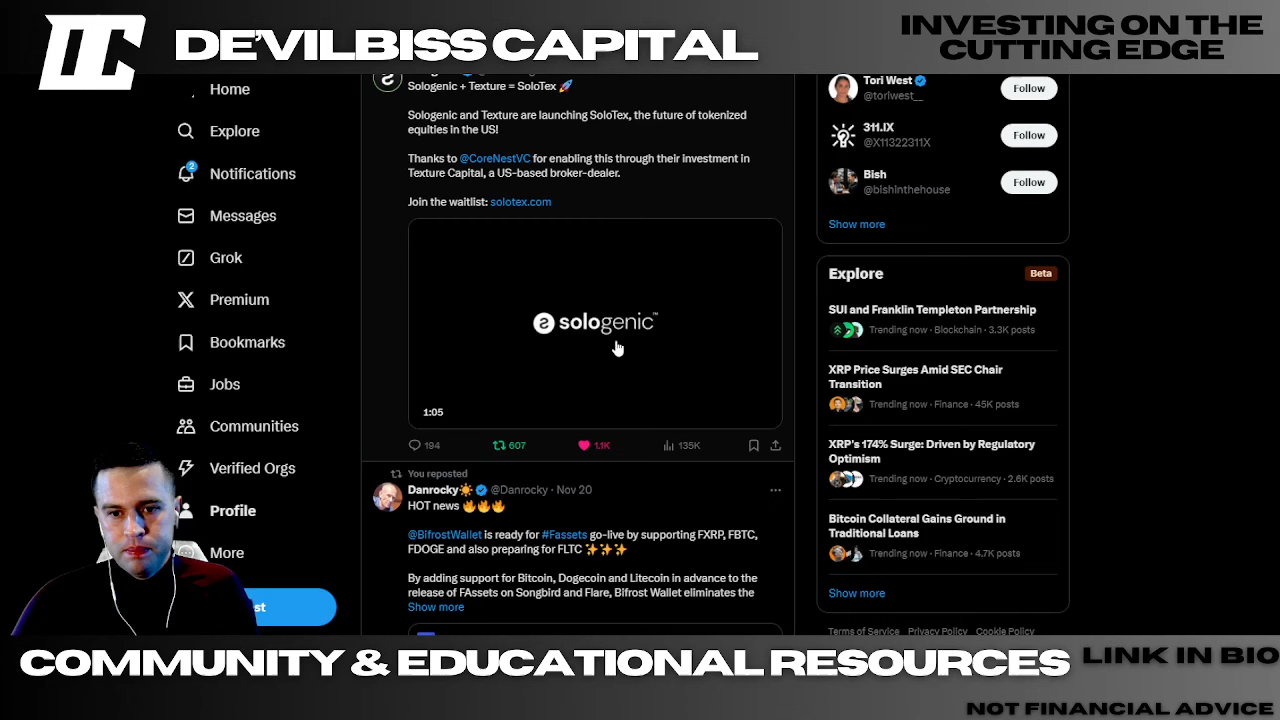 DE'VILBISS CAPITAL
INVESTING ON THE
CUTTING EDGE
Home
Explore
2
Notifications
Messages
Grok
Premium
Bookmarks
Jobs
Communities
Verified Orgs
Profile
More
st
Sologenic + Texture = SoloTex 🚀
Sologenic and Texture are launching SoloTex, the future of tokenized
equities in the US!
Thanks to @CoreNestVC for enabling this through their investment in
Texture Capital, a US-based broker-dealer.
Join the waitlist: solotex.com
sologenic™
1:05
194
607
1.1K
135K
You reposted
Danrocky☀️ @Danrocky · Nov 20
HOT news 🔥🔥🔥
@BifrostWallet is ready for #Fassets go-live by supporting FXRP, FBTC,
FDOGE and also preparing for FLTC ✨✨✨
By adding support for Bitcoin, Dogecoin and Litecoin in advance to the
release of FAssets on Songbird and Flare, Bifrost Wallet eliminates the
Show more
Tori West
@toriwest__
Follow
311.IX
@X11322311X
Follow
Bish
@bishinthehouse
Follow
Show more
Explore
Beta
SUI and Franklin Templeton Partnership
Trending now · Blockchain · 3.3K posts
XRP Price Surges Amid SEC Chair
Transition
Trending now · Finance · 45K posts
XRP's 174% Surge: Driven by Regulatory
Optimism
Trending now · Cryptocurrency · 2.6K posts
Bitcoin Collateral Gains Ground in
Traditional Loans
Trending now · Finance · 4.7K posts
Show more
Terms of Service Privacy Policy Cookie Policy
COMMUNITY & EDUCATIONAL RESOURCES
LINK IN BIO
NOT FINANCIAL ADVICE